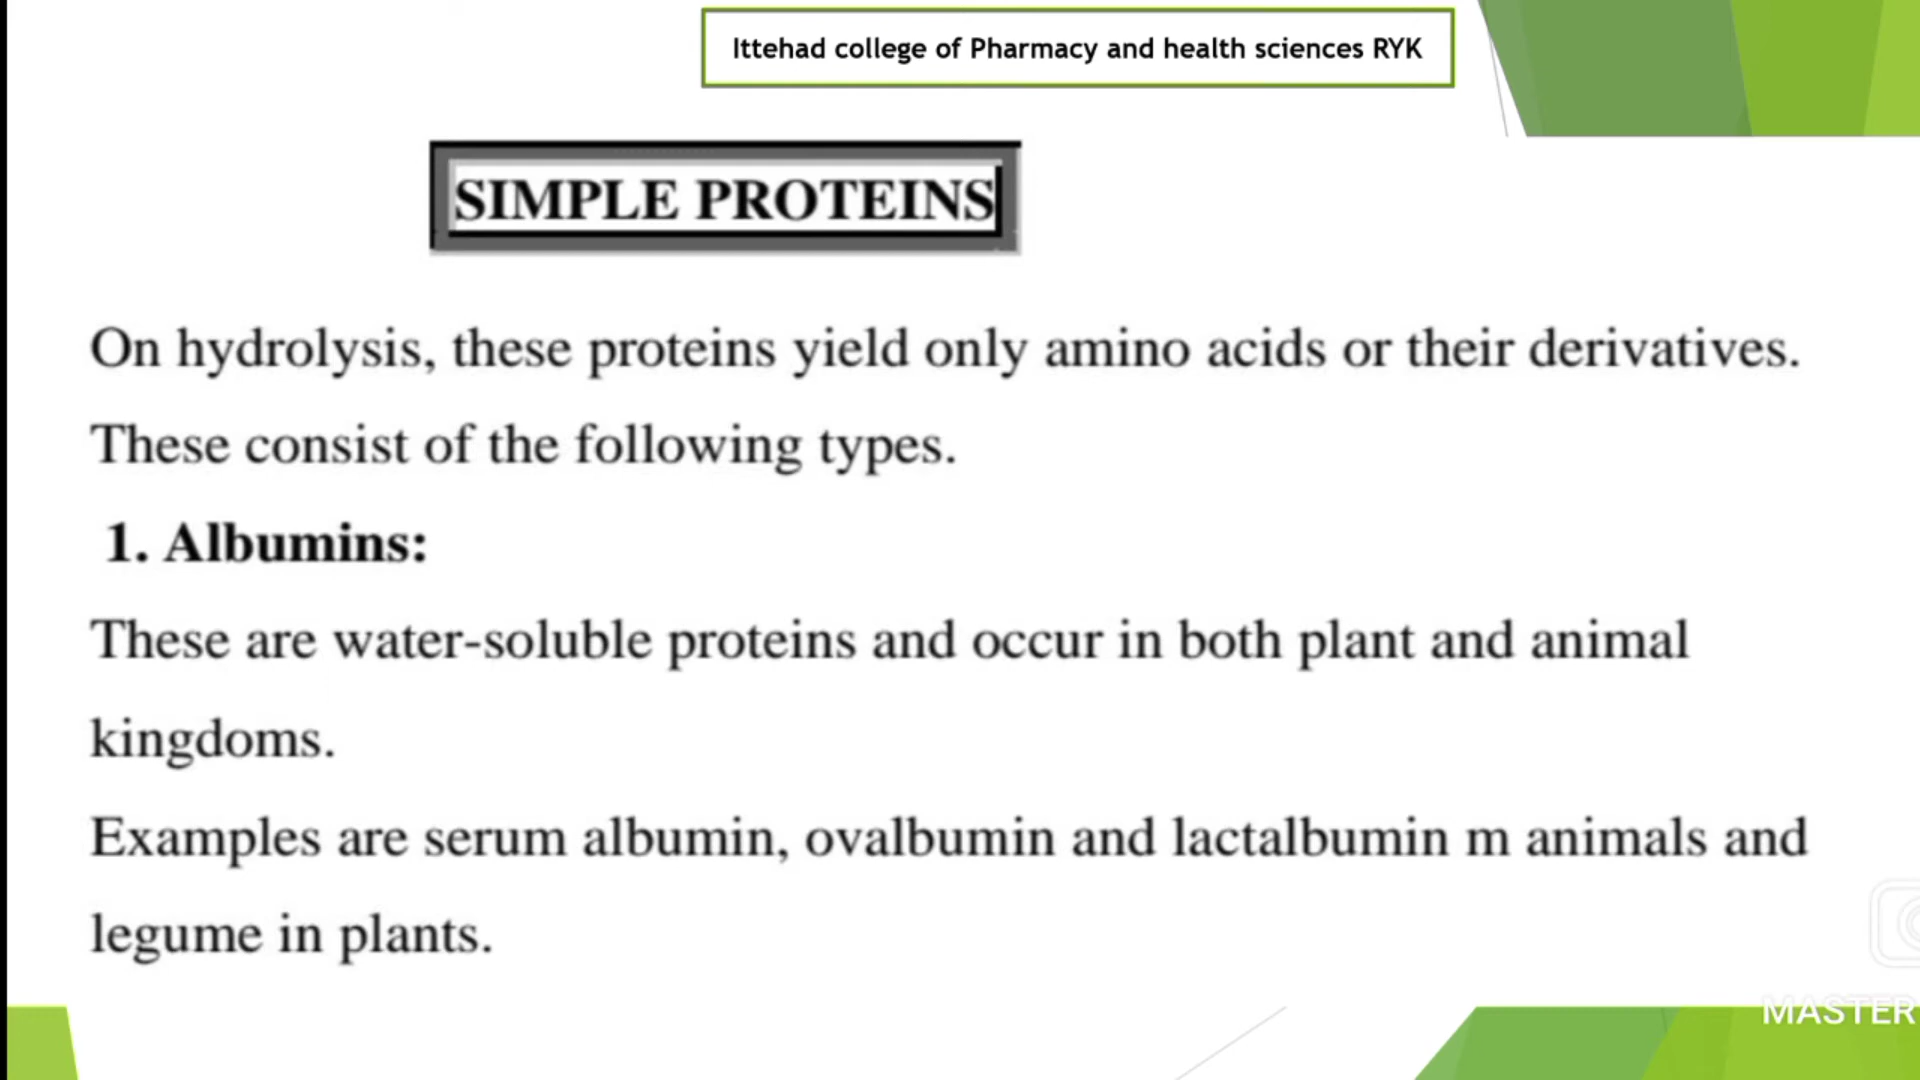 Ittehad college of Pharmacy and health sciences RYK
SIMPLE PROTEINS
On hydrolysis, these proteins yield only amino acids or their derivatives.
These consist of the following types.
1. Albumins:
These are water-soluble proteins and occur in both plant and animal
kingdoms.
Examples are serum albumin, ovalbumin and lactalbumin m animals and
legume in plants.
MASTER